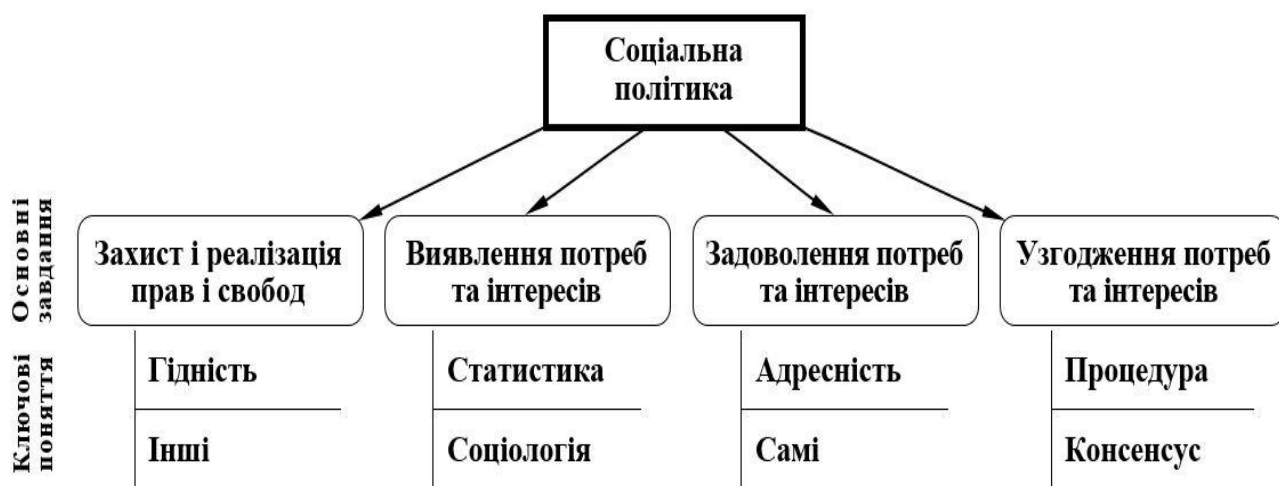 Соціальна
політика
Основні
завдання
Захист і реалізація
прав і свобод
Виявлення потреб
та інтересів
Задоволення потреб
та інтересів
Узгодження потреб
та інтересів
Ключові
поняття
Гідність
Статистика
Адресність
Процедура
Інші
Соціологія
Самі
Консенсус